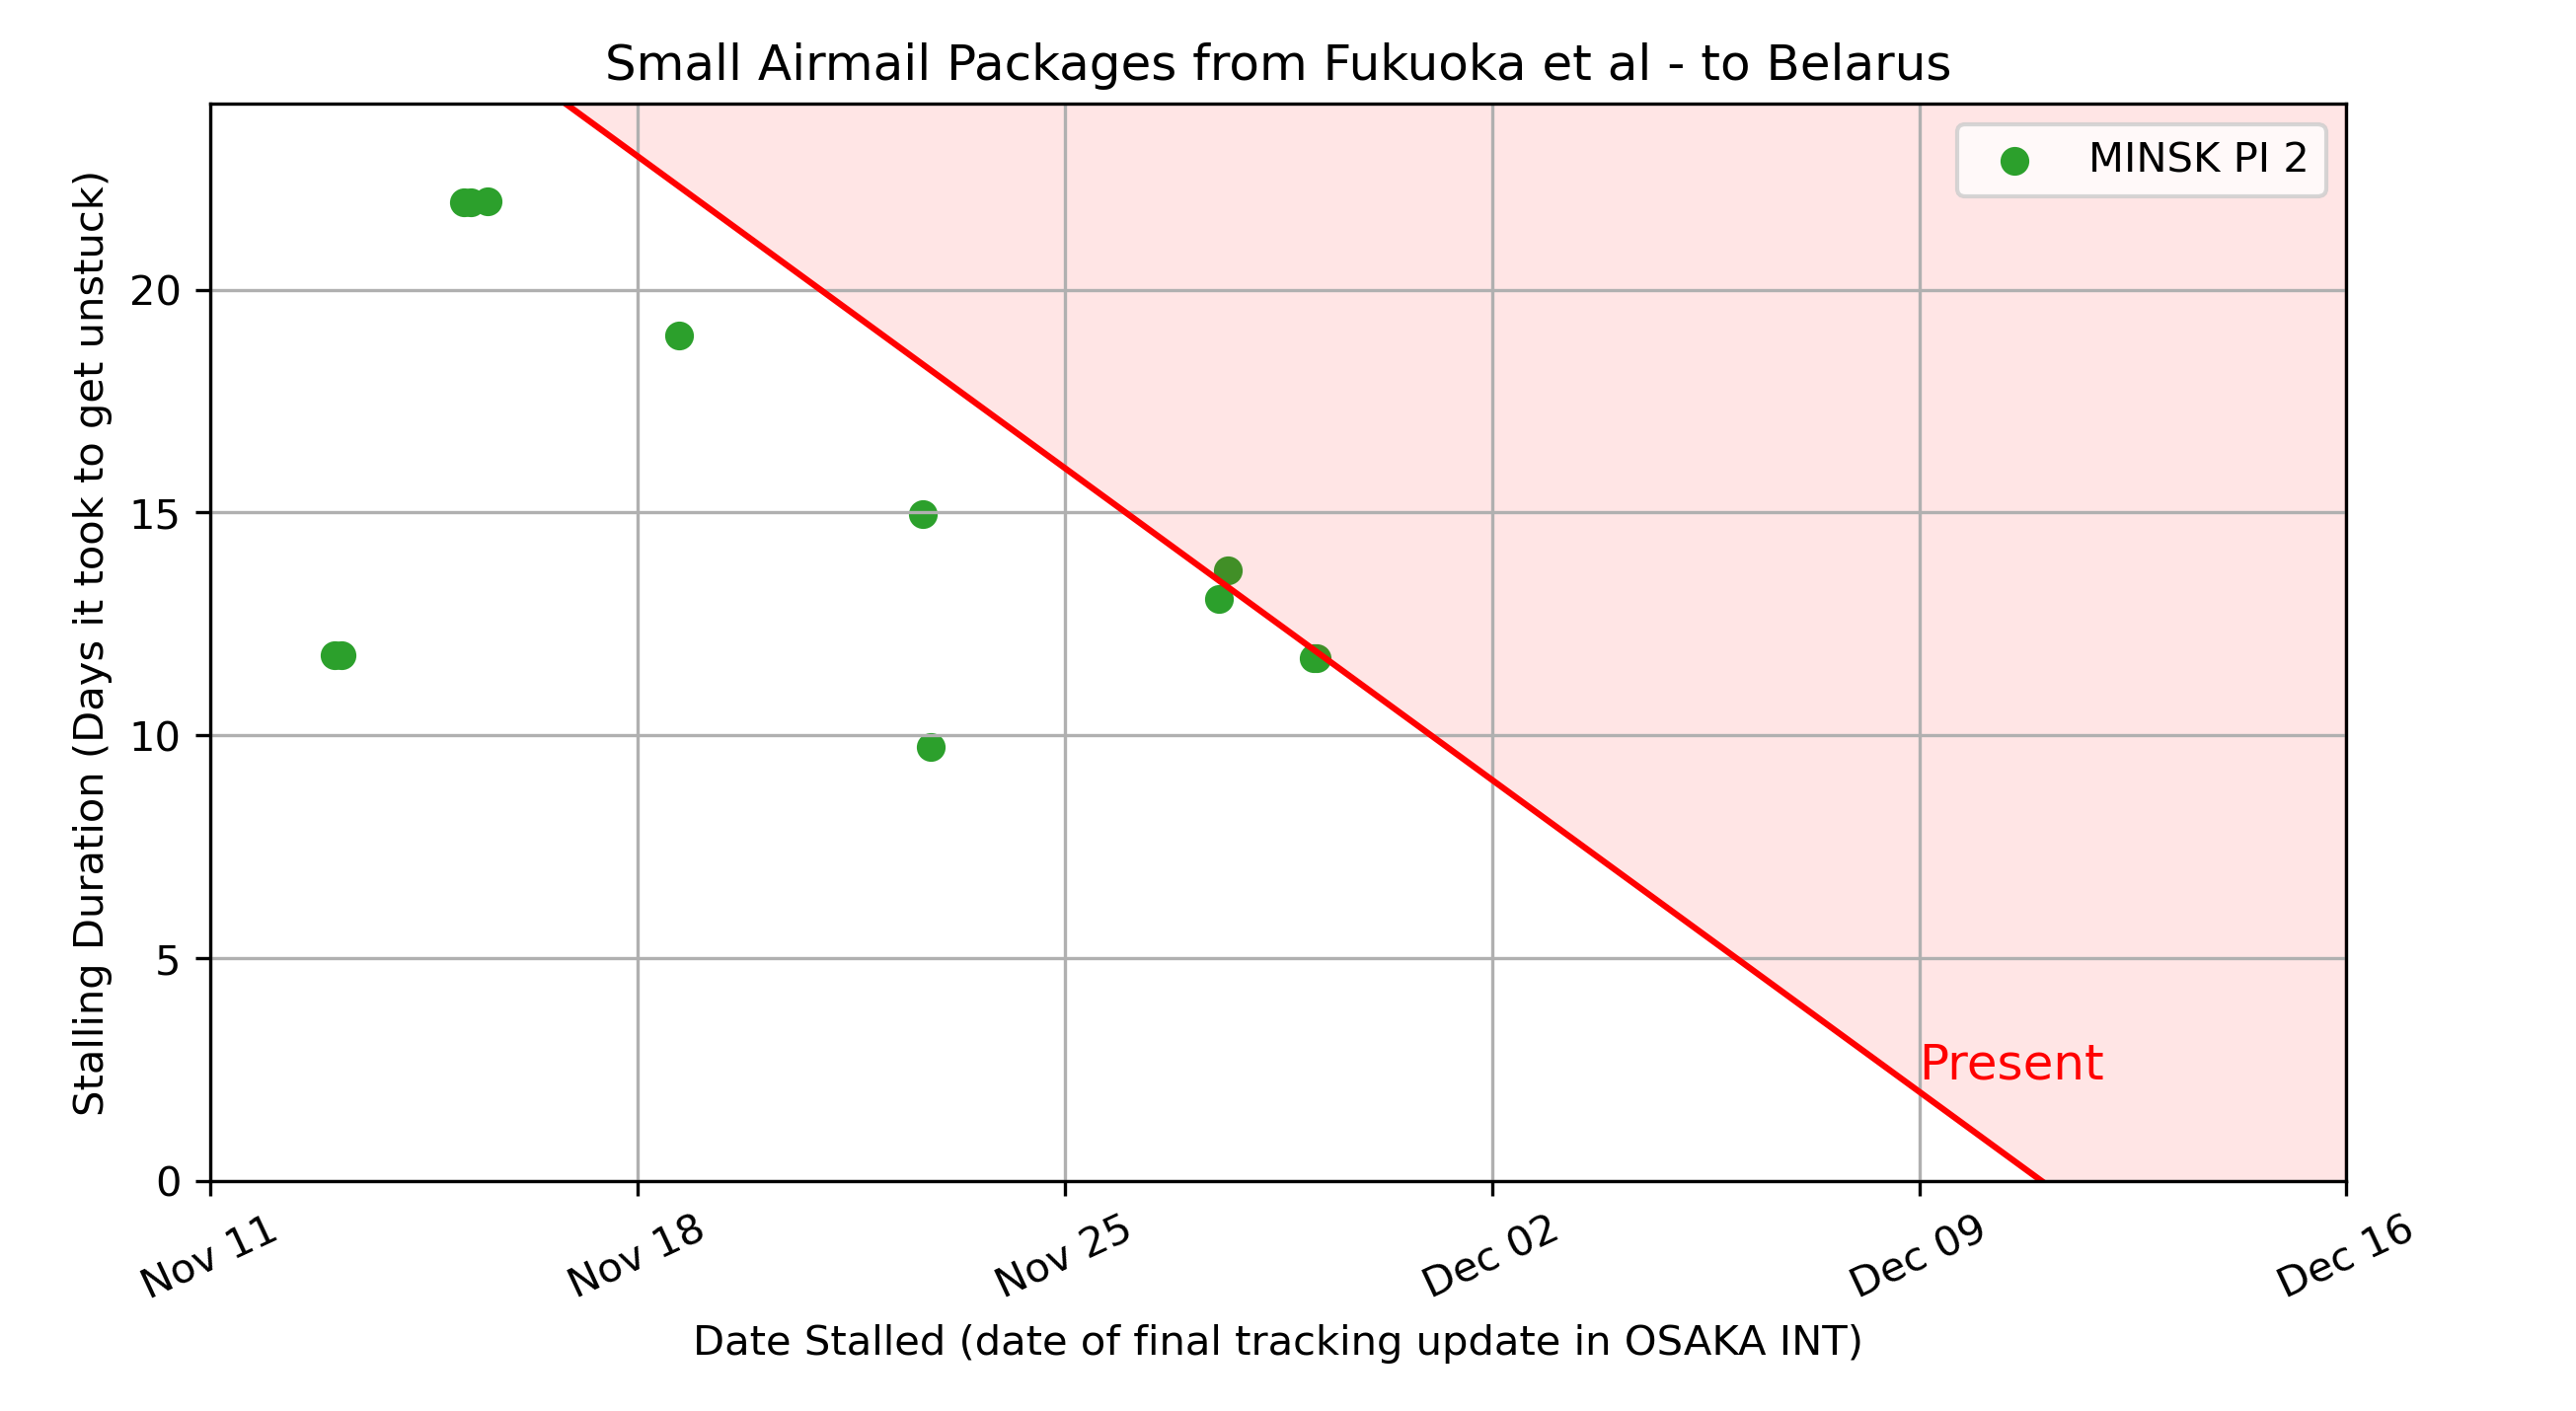 Small Airmail Packages from Fukuoka et al - to Belarus
MINSK PI 2
Stalling Duration (Days it took to get unstuck)
20
15
10
5
0
Present
Nov 11
Nov 18
Nov 25
Dec 02
Dec 09
Dec 16
Date Stalled (date of final tracking update in OSAKA INT)